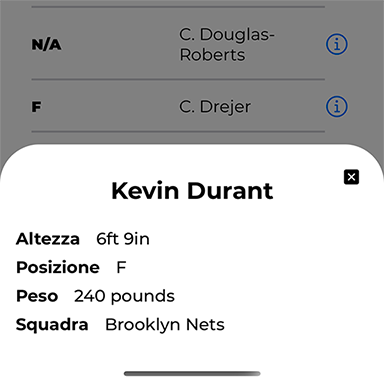 N/A C. Douglas-
Roberts
F C. Drejer
Kevin Durant
Altezza 6ft 9in
Posizione F
Peso 240 pounds
Squadra Brooklyn Nets